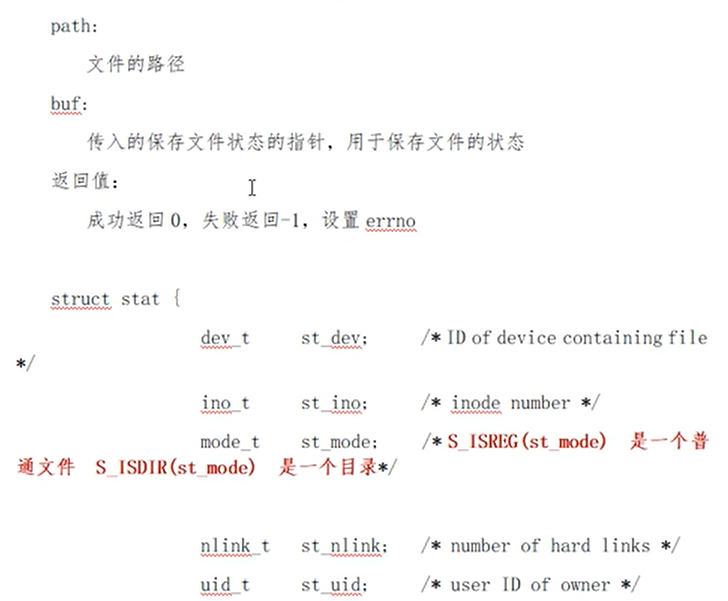 path:
文件的路径
buf:
传入的保存文件状态的指针，用于保存文件的状态
返回值：
成功返回 0，失败返回-1，设置 errno
struct stat {
dev_t st_dev; /* ID of device containing file
*/
ino_t st_ino; /* inode number */
mode_t st_mode; /* S_ISREG(st_mode) 是一个普
通文件 S_ISDIR(st_mode) 是一个目录*/
nlink_t st_nlink; /* number of hard links */
uid_t st_uid; /* user ID of owner */